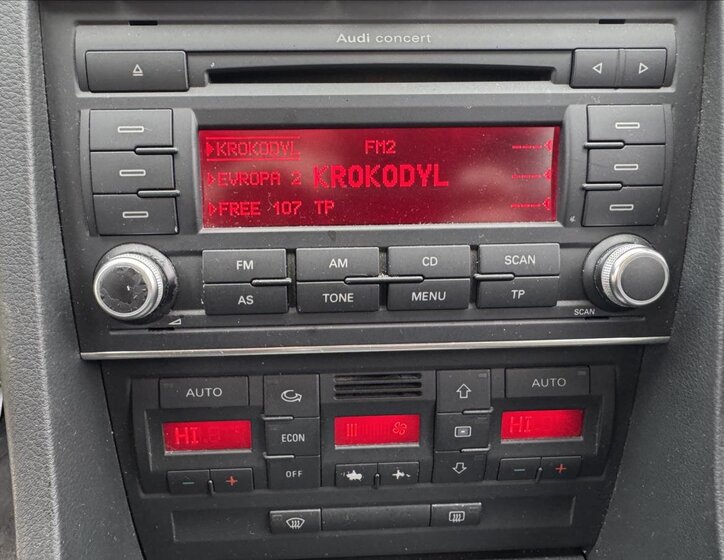 Audi concert
KROKODYL FM2
EVROPA 2 KROKODYL
FREE 107 TP
FM AM CD SCAN
AS TONE MENU TP
SCAN
AUTO AUTO
HI HI
ECON
OFF